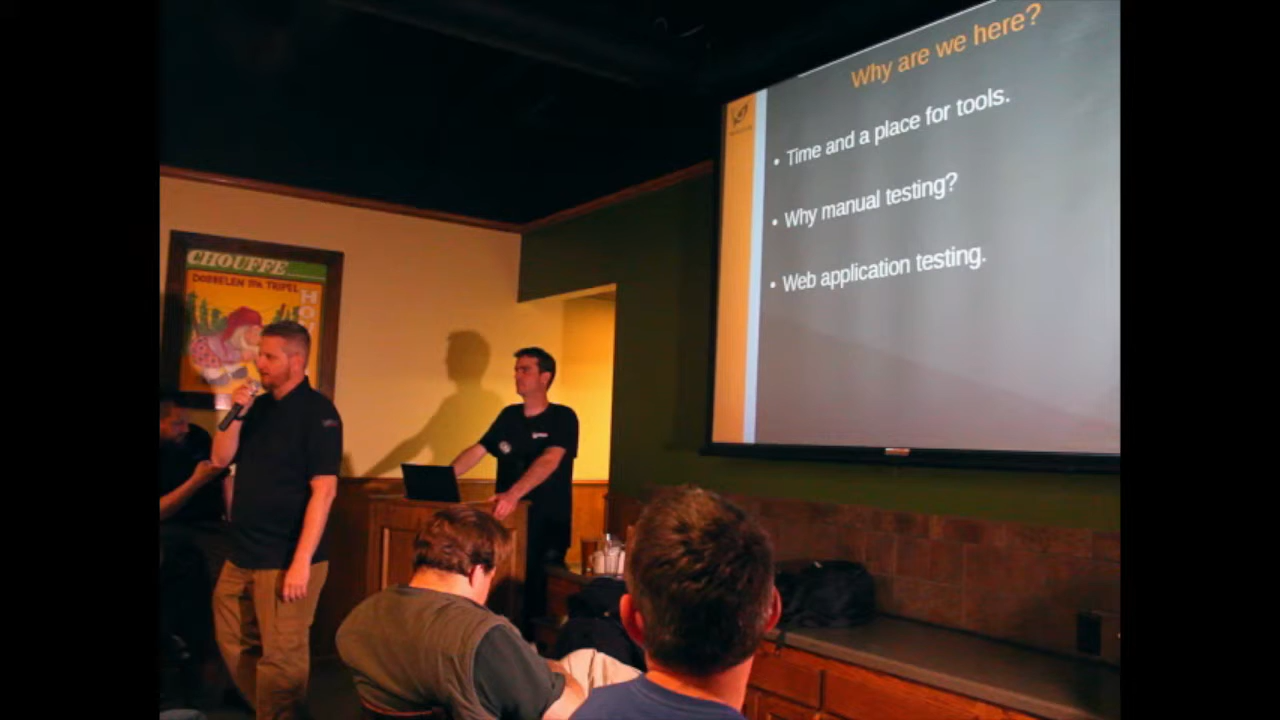 Why are we here?
• Time and a place for tools.
• Why manual testing?
• Web application testing.
CHOUFFE
DOBBELEN IPA TRIPEL